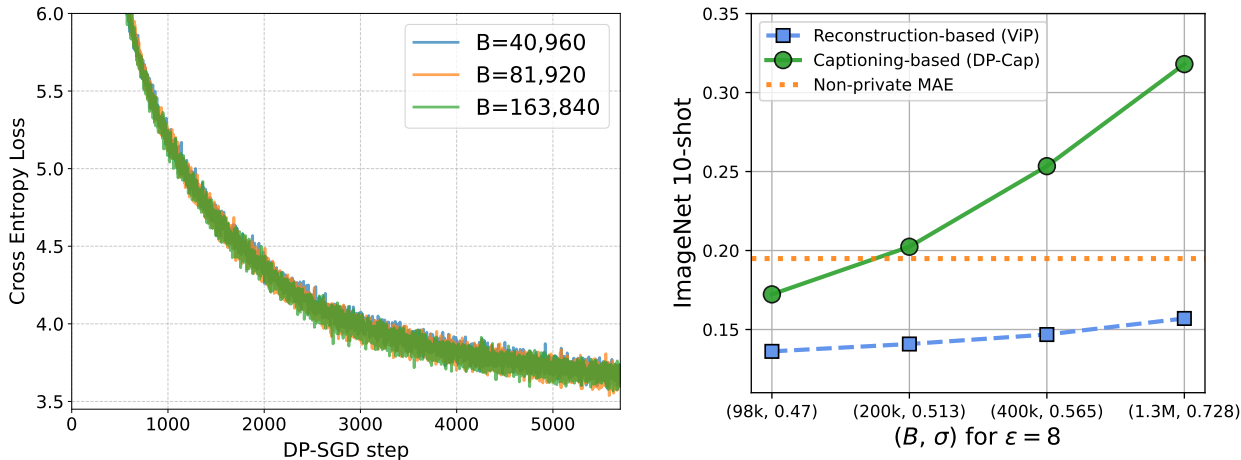 6.0
5.5
5.0
4.5
4.0
3.5
Cross Entropy Loss
B=40,960
B=81,920
B=163,840
0
1000
2000
3000
4000
5000
DP-SGD step
0.35
0.30
0.25
0.20
0.15
ImageNet 10-shot
Reconstruction-based (ViP)
Captioning-based (DP-Cap)
Non-private MAE
(98k, 0.47)
(200k, 0.513)
(400k, 0.565)
(1.3M, 0.728)
(B, σ) for ε = 8